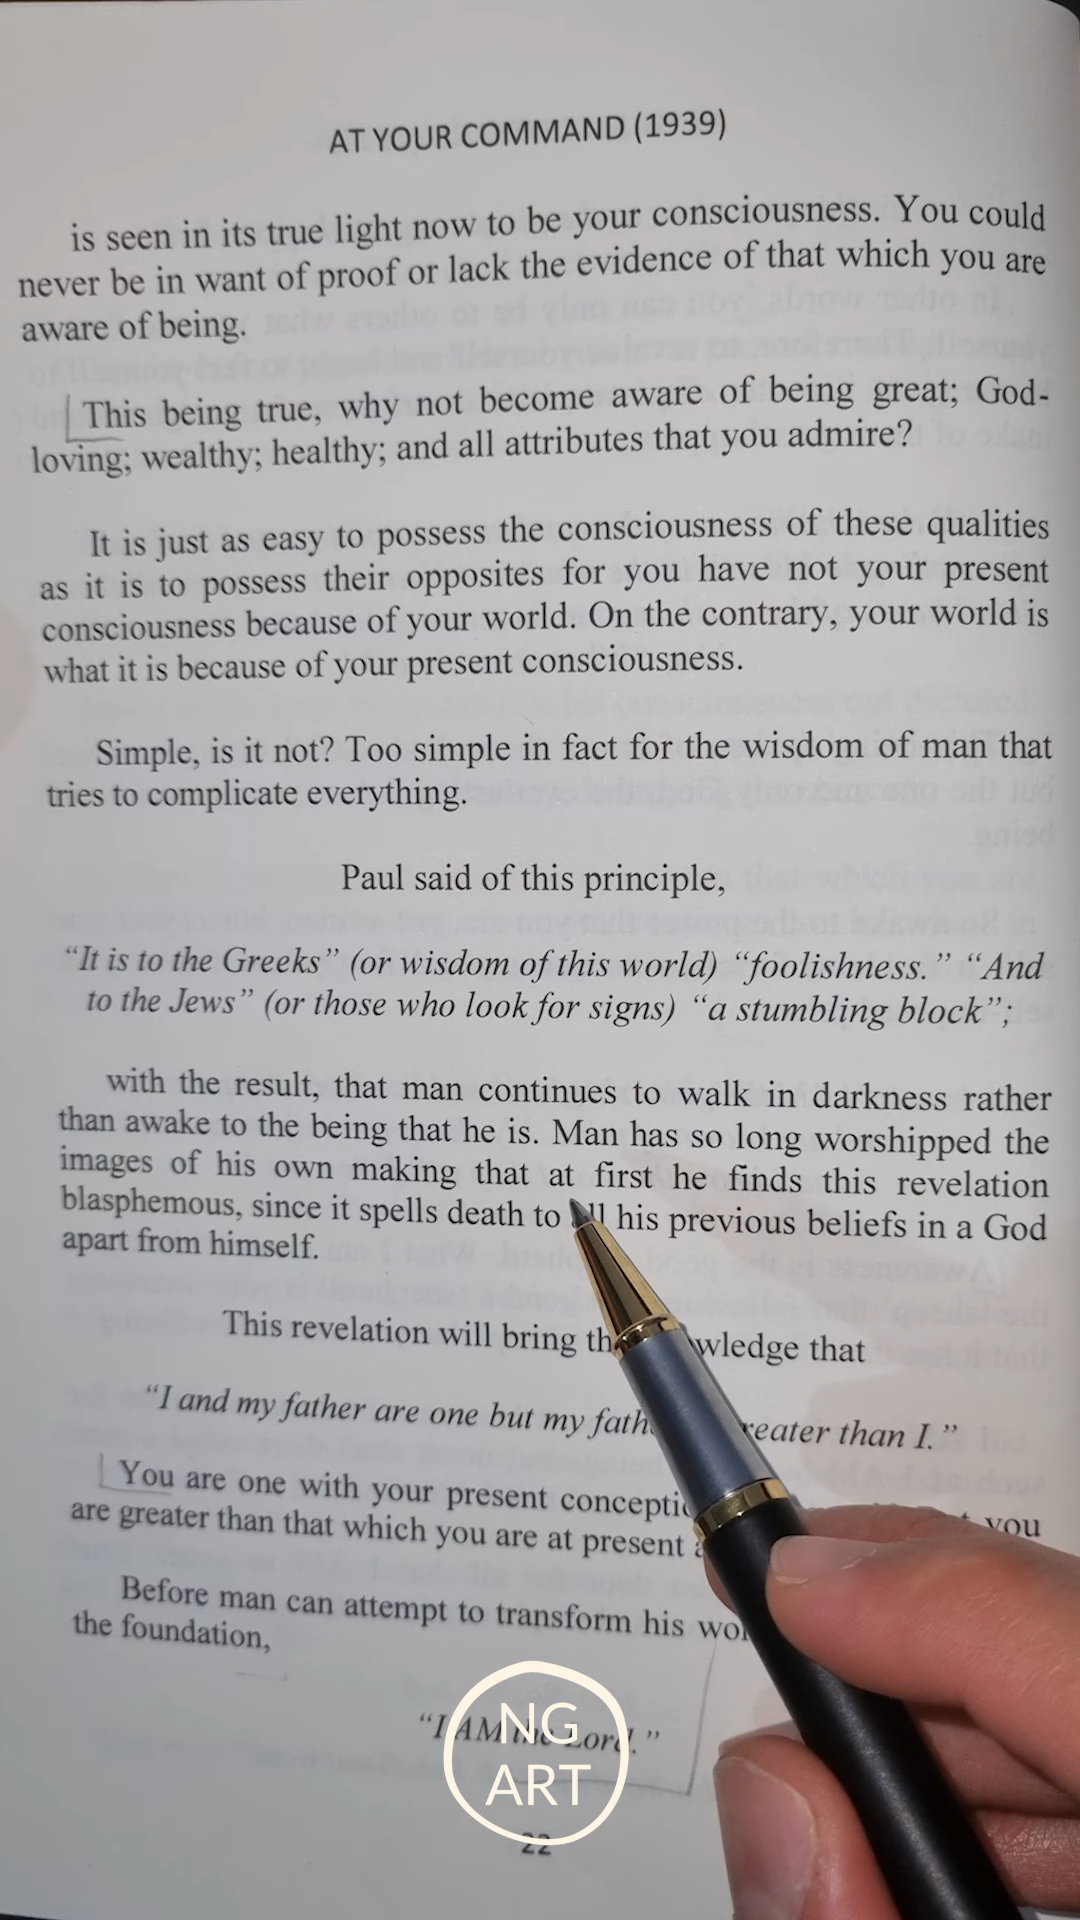 AT YOUR COMMAND (1939)
is seen in its true light now to be your consciousness. You could
never be in want of proof or lack the evidence of that which you are
aware of being.
This being true, why not become aware of being great; God-
loving; wealthy; healthy; and all attributes that you admire?
It is just as easy to possess the consciousness of these qualities
as it is to possess their opposites for you have not your present
consciousness because of your world. On the contrary, your world is
what it is because of your present consciousness.
Simple, is it not? Too simple in fact for the wisdom of man that
tries to complicate everything.
Paul said of this principle,
“It is to the Greeks” (or wisdom of this world) “foolishness.” “And
to the Jews” (or those who look for signs) “a stumbling block”;
with the result, that man continues to walk in darkness rather
than awake to the being that he is. Man has so long worshipped the
images of his own making that at first he finds this revelation
blasphemous, since it spells death to all his previous beliefs in a God
apart from himself.
This revelation will bring that
“I and my father are one but my than I.”
You are one with your present you
are greater than that which you are at present
Before man can attempt to transform his
the foundation,
“I AM the Lord.”
NG
ART
22